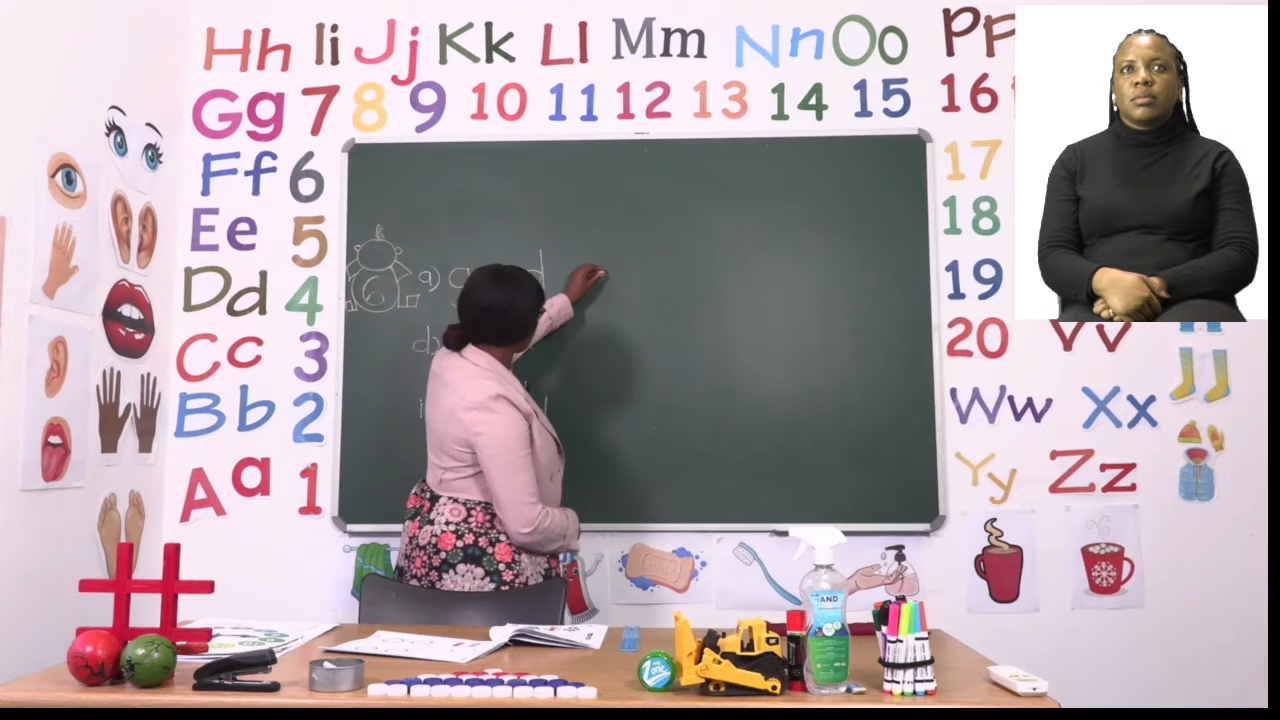 Hh Ii Jj Kk Ll Mm Nn Oo Pp
Gg 7 8 9 10 11 12 13 14 15 16
Ff 6 17
Ee 5 18
Dd 4 19
Cc 3 20 Vv
Bb 2 Ww Xx
Aa 1 Yy Zz